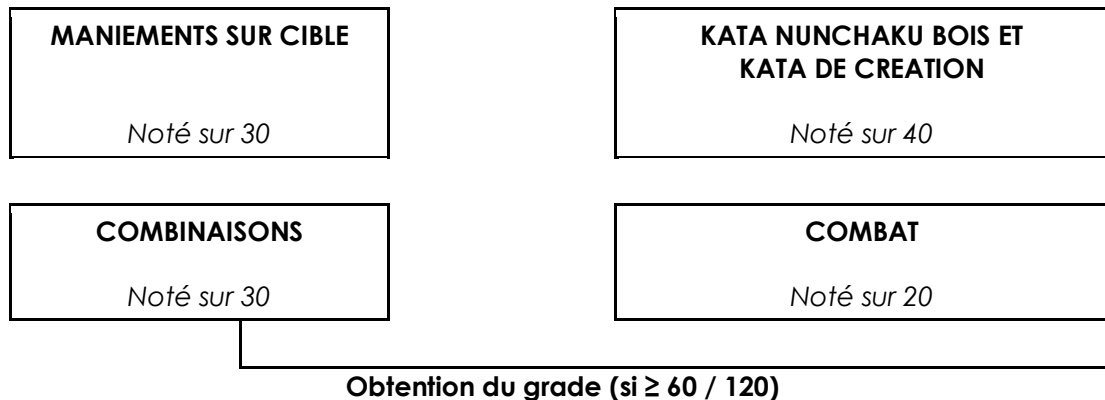 MANIEMENTS SUR CIBLE
Noté sur 30
KATA NUNCHAKU BOIS ET
KATA DE CREATION
Noté sur 40
COMBINAISONS
Noté sur 30
COMBAT
Noté sur 20
Obtention du grade (si ≥ 60 / 120)